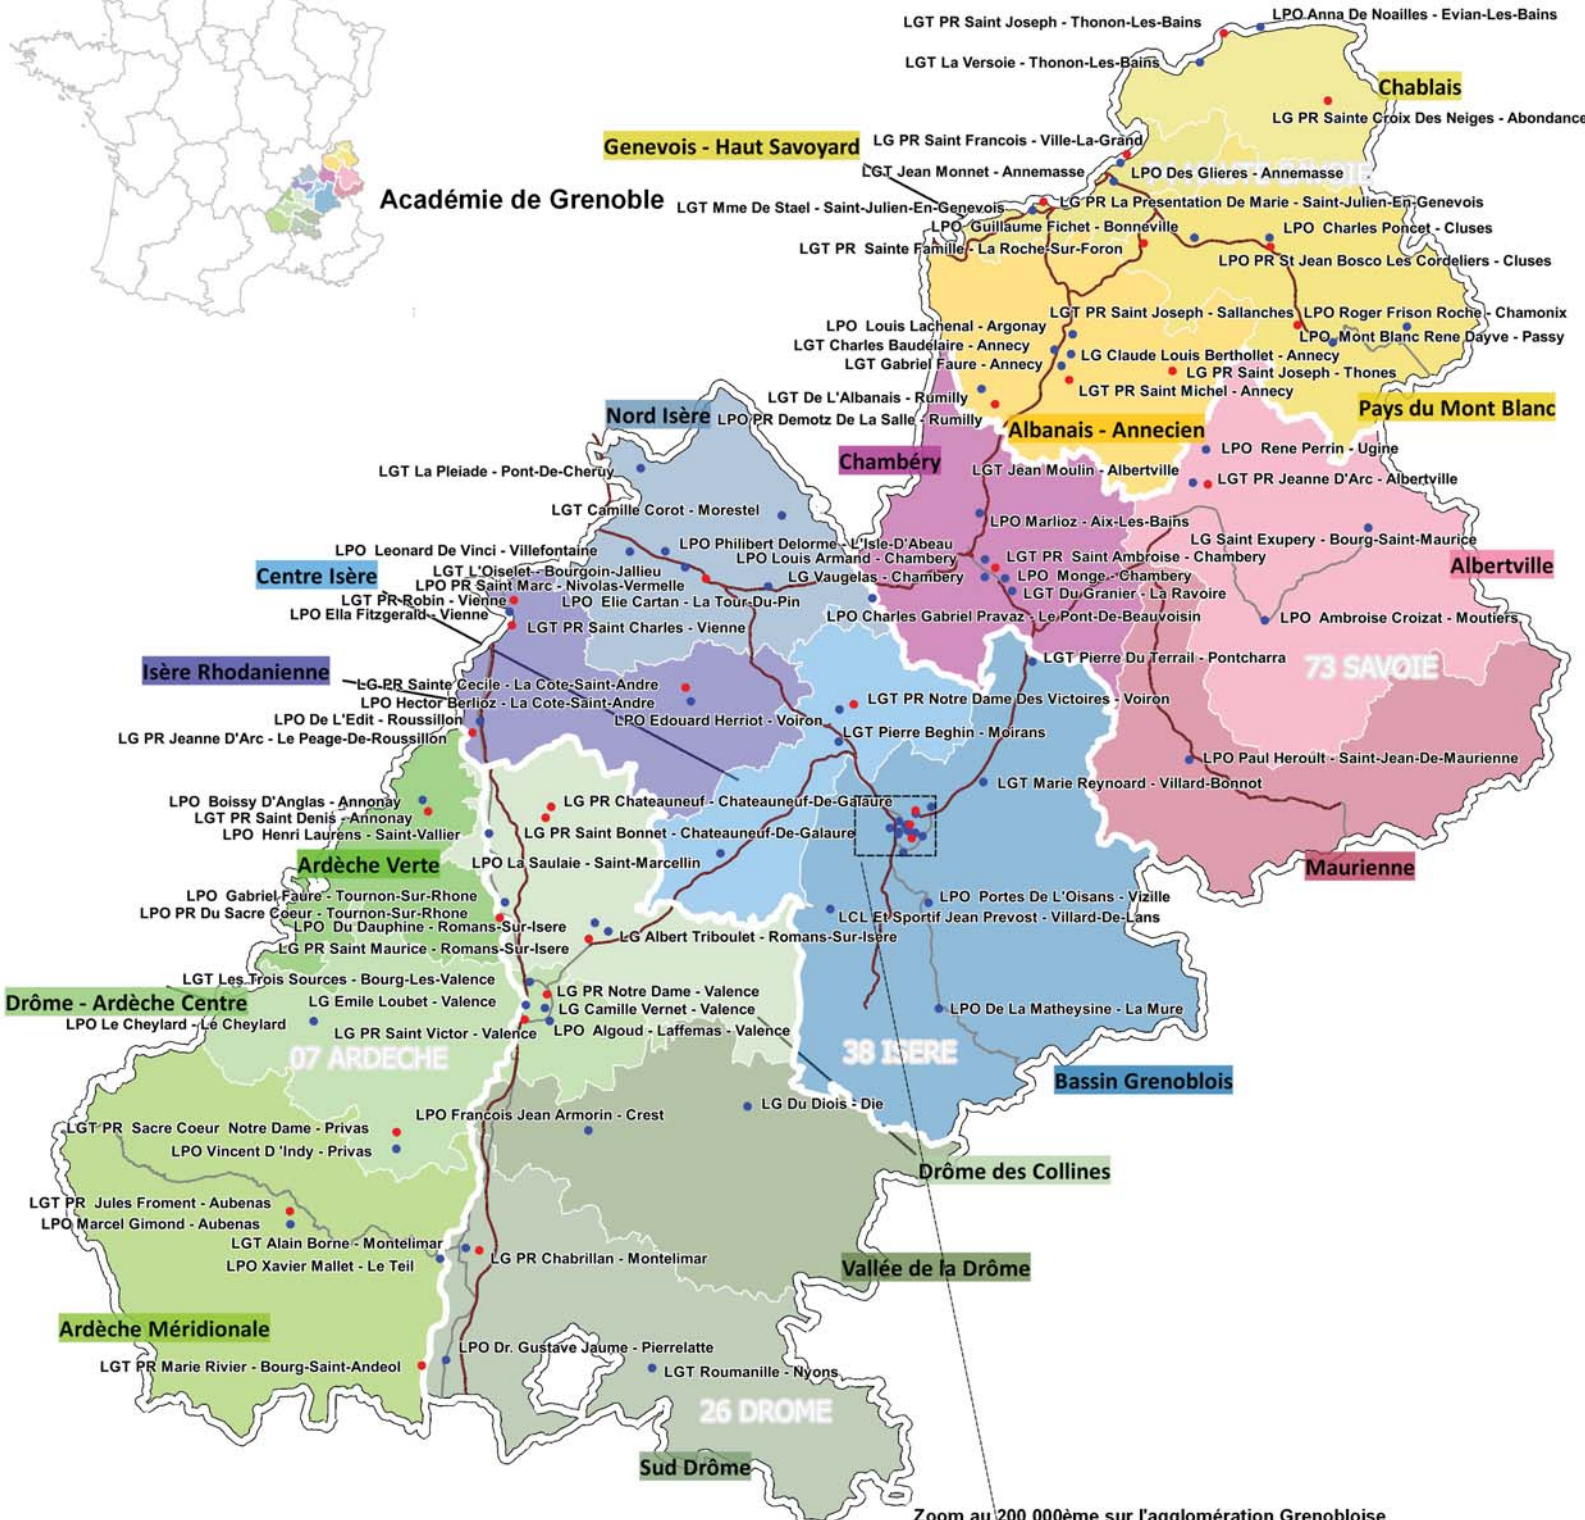 LPO Anna De Noailles - Evian-Les-Bains
LGT PR Saint Joseph - Thonon-Les-Bains
LGT La Versoie - Thonon-Les-Bains
Chablais
LG PR Sainte Croix Des Neiges - Abondance
Genevois - Haut Savoyard
LG PR Saint Francois - Ville-La-Grand
74 HAUTE SAVOIE
LGT Jean Monnet - Annemasse
LPO Des Glieres - Annemasse
Académie de Grenoble
LGT Mme De Stael - Saint-Julien-En-Genevois
LG PR La Presentation De Marie - Saint-Julien-En-Genevois
LPO Guillaume Fichet - Bonneville
LPO Charles Poncet - Cluses
LGT PR Sainte Famille - La Roche-Sur-Foron
LPO PR St Jean Bosco Les Cordeliers - Cluses
LGT PR Saint Joseph - Sallanches
LPO Roger Frison Roche - Chamonix
LPO Louis Lachenal - Argonay
LPO Mont Blanc Rene Dayve - Passy
LGT Charles Baudelaire - Annecy
LG Claude Louis Berthollet - Annecy
LGT Gabriel Faure - Annecy
LG PR Saint Joseph - Thones
LGT PR Saint Michel - Annecy
LGT De L'Albanais - Rumilly
Pays du Mont Blanc
Nord Isère
LPO PR Demotz De La Salle - Rumilly
Albanais - Annecien
LPO Rene Perrin - Ugine
Chambéry
LGT La Pleiade - Pont-De-Cheruy
LGT Jean Moulin - Albertville
LGT PR Jeanne D'Arc - Albertville
LGT Camille Corot - Morestel
LPO Marlioz - Aix-Les-Bains
LG Saint Exupery - Bourg-Saint-Maurice
LPO Philibert Delorme - L'Isle-D'Abeau
LPO Leonard De Vinci - Villefontaine
LPO Louis Armand - Chambery
LGT PR Saint Ambroise - Chambery
Albertville
Centre Isère
LGT L'Oiselet - Bourgoin-Jallieu
LG Vaugelas - Chambery
LPO Monge - Chambery
LPO PR Saint Marc - Nivolas-Vermelle
LGT Du Granier - La Ravoire
LGT PR Robin - Vienne
LPO Elie Cartan - La Tour-Du-Pin
LPO Ella Fitzgerald - Vienne
LPO Charles Gabriel Pravaz - Le Pont-De-Beauvoisin
LPO Ambroise Croizat - Moutiers
LGT PR Saint Charles - Vienne
LGT Pierre Du Terrail - Pontcharra
73 SAVOIE
Isère Rhodanienne
LG PR Sainte Cecile - La Cote-Saint-Andre
LPO Hector Berlioz - La Cote-Saint-Andre
LGT PR Notre Dame Des Victoires - Voiron
LPO De L'Edit - Roussillon
LPO Edouard Herriot - Voiron
LG PR Jeanne D'Arc - Le Peage-De-Roussillon
LGT Pierre Beghin - Moirans
LPO Paul Heroult - Saint-Jean-De-Maurienne
LGT Marie Reynoard - Villard-Bonnot
LPO Boissy D'Anglas - Annonay
LG PR Chateauneuf - Chateauneuf-De-Galaure
LGT PR Saint Denis - Annonay
LPO Henri Laurens - Saint-Vallier
LG PR Saint Bonnet - Chateauneuf-De-Galaure
Ardèche Verte
LPO La Saulaie - Saint-Marcellin
Maurienne
LPO Gabriel Faure - Tournon-Sur-Rhone
LPO Portes De L'Oisans - Vizille
LPO PR Du Sacre Coeur - Tournon-Sur-Rhone
LCL Et Sportif Jean Prevost - Villard-De-Lans
LPO Du Dauphine - Romans-Sur-Isere
LG Albert Triboulet - Romans-Sur-Isere
LG PR Saint Maurice - Romans-Sur-Isere
LGT Les Trois Sources - Bourg-Les-Valence
LG PR Notre Dame - Valence
Drôme - Ardèche Centre
LG Emile Loubet - Valence
LG Camille Vernet - Valence
LPO De La Matheysine - La Mure
LPO Le Cheylard - Le Cheylard
LG PR Saint Victor - Valence
LPO Algoud - Laffemas - Valence
07 ARDECHE
38 ISERE
Bassin Grenoblois
LPO Francois Jean Armorin - Crest
LG Du Diois - Die
LGT PR Sacre Coeur Notre Dame - Privas
LPO Vincent D 'Indy - Privas
Drôme des Collines
LGT PR Jules Froment - Aubenas
LPO Marcel Gimond - Aubenas
LGT Alain Borne - Montelimar
LG PR Chabrillan - Montelimar
LPO Xavier Mallet - Le Teil
Vallée de la Drôme
Ardèche Méridionale
LPO Dr. Gustave Jaume - Pierrelatte
LGT PR Marie Rivier - Bourg-Saint-Andeol
LGT Roumanille - Nyons
26 DROME
Sud Drôme
Zoom au 200 000ème sur l'agglomération Grenobloise